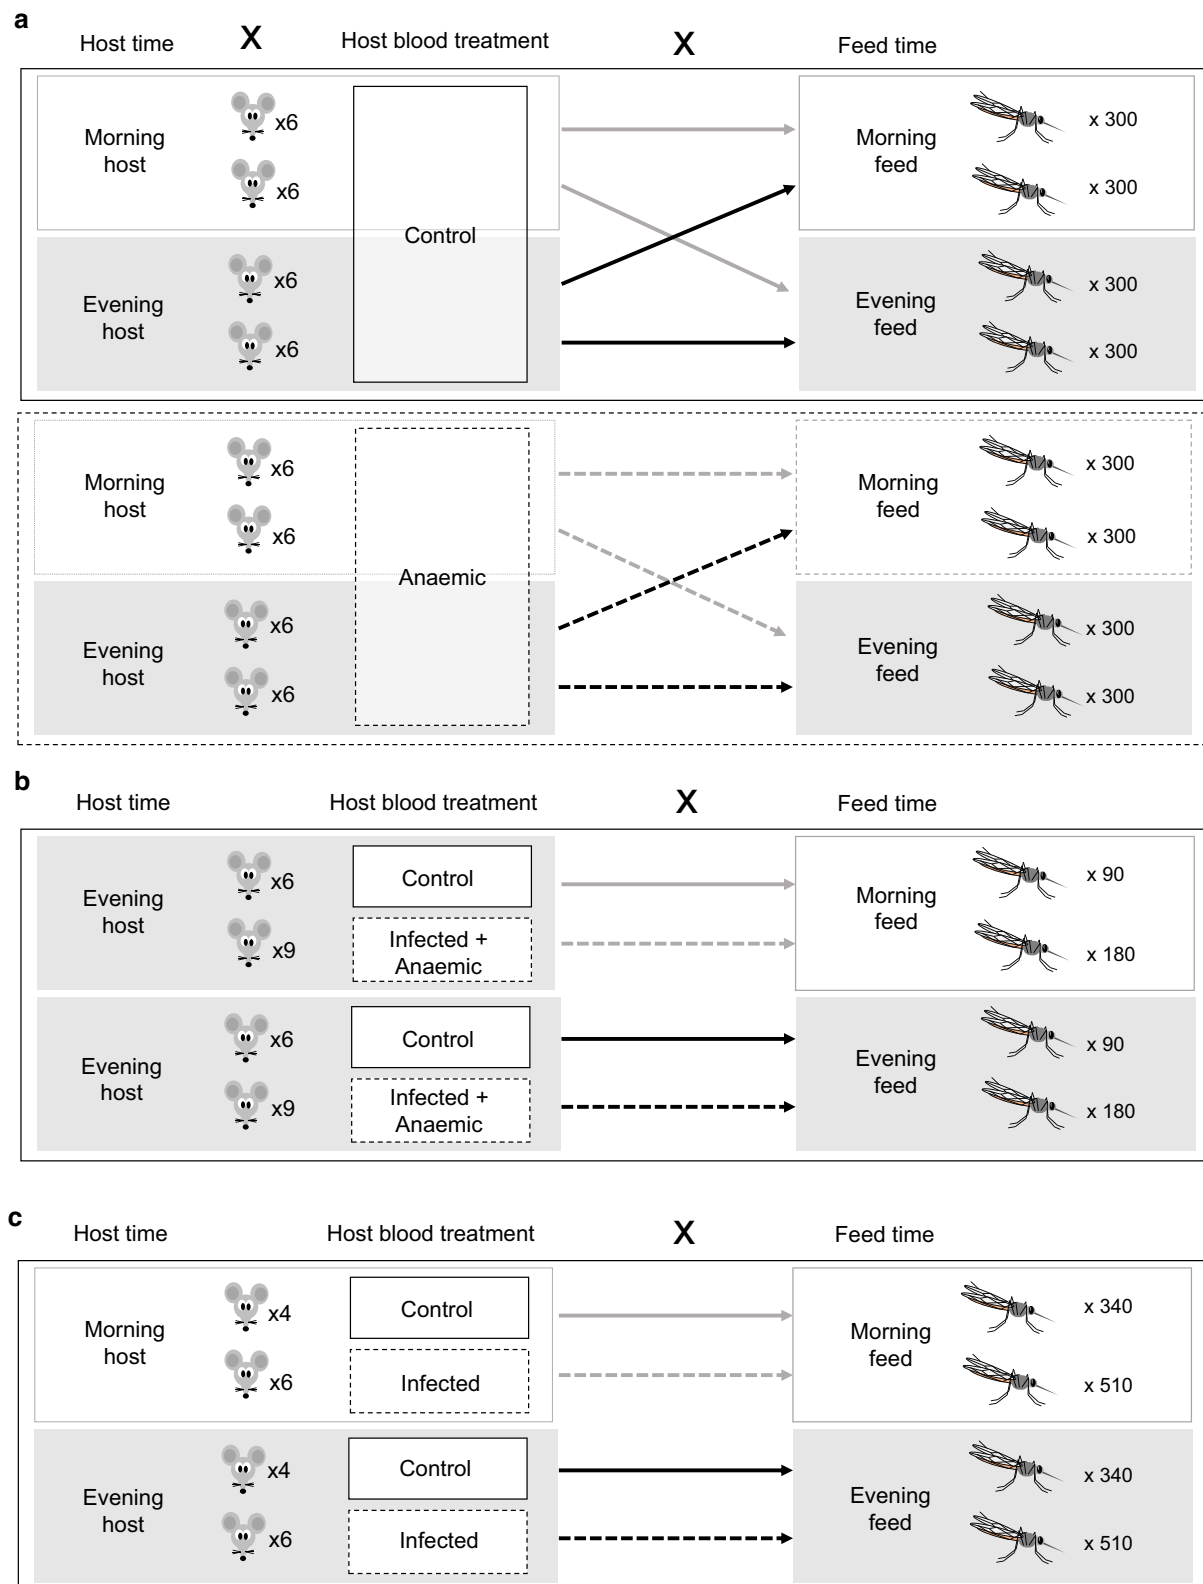 a
Host time X Host blood treatment X Feed time
x6 x 300
Morning
host
x6
Morning
feed
x 300
Control
x6 x 300
Evening
host
x6
Evening
feed
x 300
x6 x 300
Morning
host
x6
Morning
feed
x 300
Anaemic
x6 x 300
Evening
host
x6
Evening
feed
x 300
b
Host time Host blood treatment X Feed time
Evening
host
x6 Control
x9 Infected +
Anaemic
Morning
feed
x 90
x 180
Evening
host
x6 Control
x9 Infected +
Anaemic
Evening
feed
x 90
x 180
c
Host time Host blood treatment X Feed time
Morning
host
x4 Control
x6 Infected
Morning
feed
x 340
x 510
Evening
host
x4 Control
x6 Infected
Evening
feed
x 340
x 510